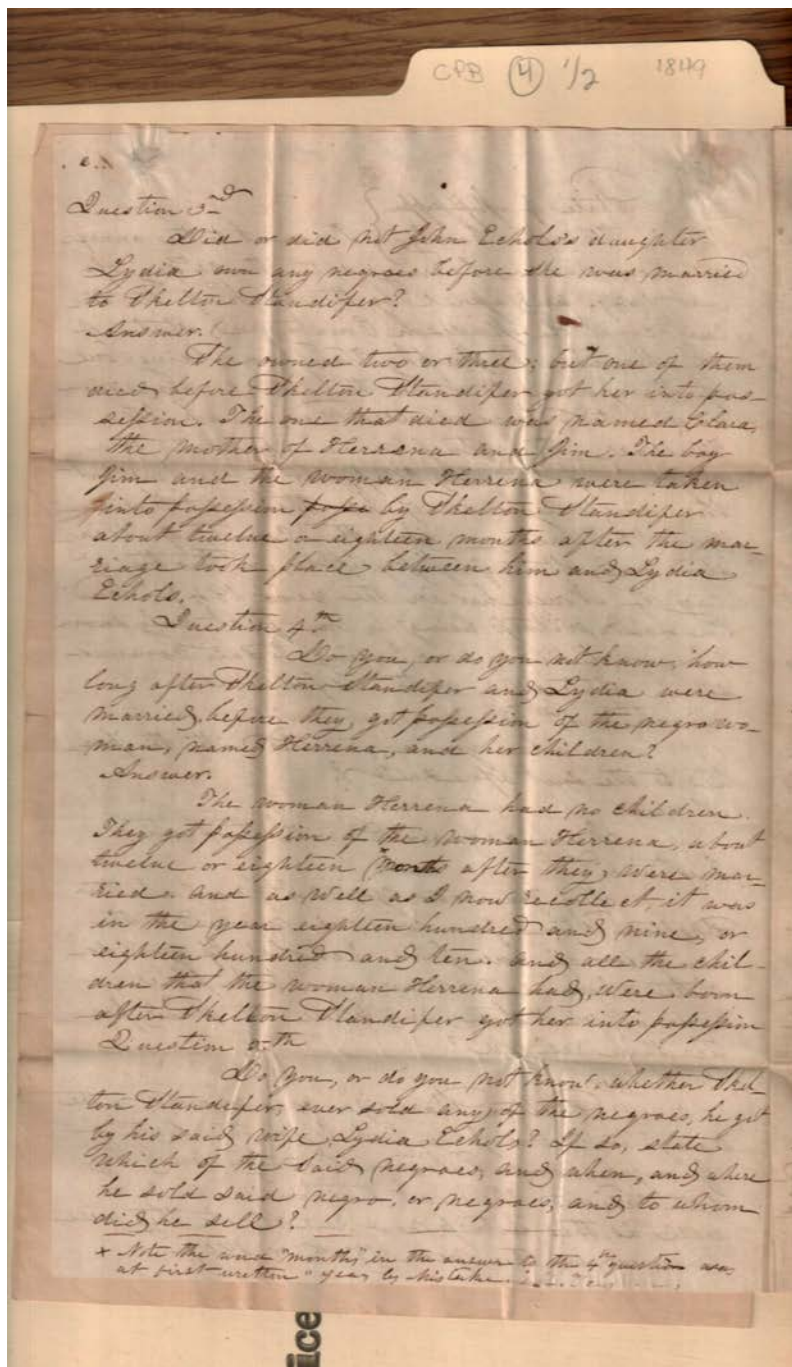 CPB 4 1/2 1849
Question 3rd
Did or did not John Echols's daughter
Lydia own any negroes before she was married
to Skelton Standifer?
Answer.
She owned two or three; but one of them
died before Skelton Standifer got her into pos-
session. The one that died was named Clara,
the mother of Herrena and Jim. The boy
Jim and the woman Herrena were taken
into possession poss by Skelton Standifer
about twelve or eighteen months after the mar-
riage took place between him and Lydia
Echols.
Question 4th
Do you, or do you not know, how
long after Skelton Standifer and Lydia were
married, before they, got possession of the negro wo-
man, named Herrena, and her children?
Answer.
The woman Herrena had no children.
They got possession of the woman Herrena, about
twelve or eighteen months after they, were mar-
ried. and as well as I now recollect it was
in the year eighteen hundred and nine, or
eighteen hundred and ten. And all the chil-
dren that the woman Herrena had, were born
after Skelton Standifer got her into possession
Question 5th
Do you, or do you not know, whether Skel-
ton Standifer, ever sold any, of the negroes, he got
by his said wife, Lydia Echols? If so, state
which of the said negroes, and when, and where
he sold said negro, or negroes, and to whom
did he sell?
x Note the word "months," in the answer to the 4th question was,
at first written "year, by mistake.
ice